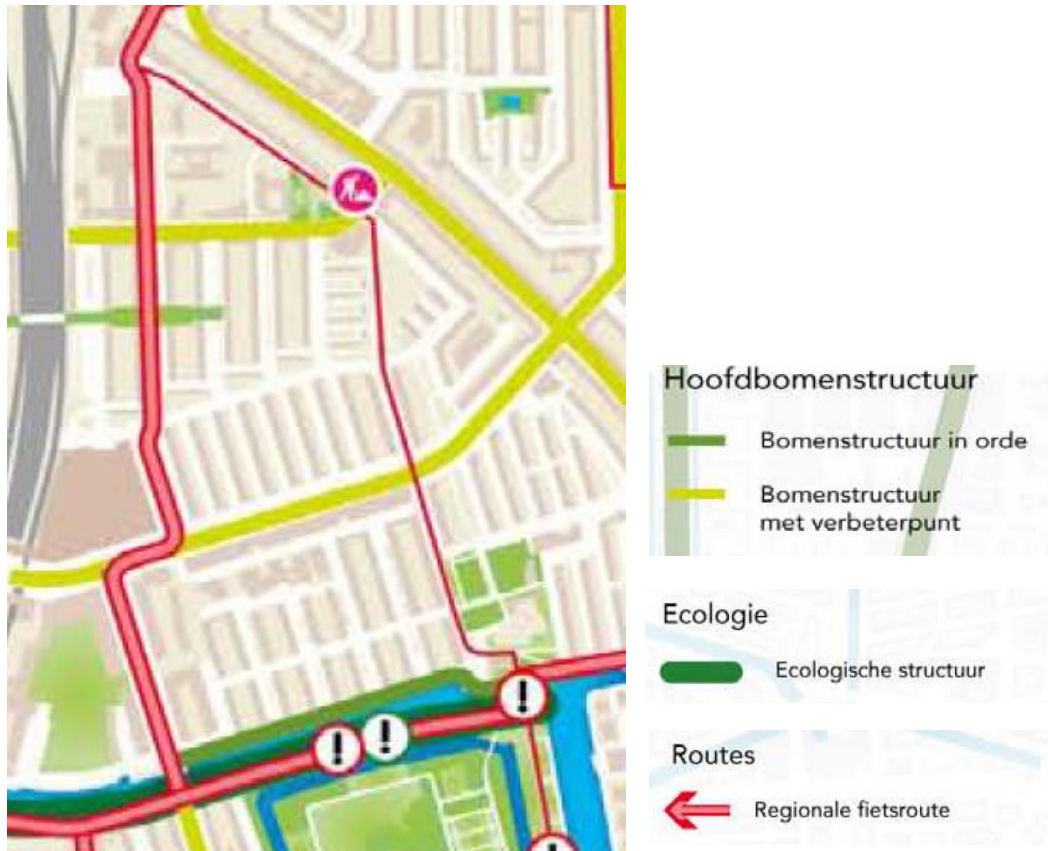 Hoofdbomenstructuur
Bomenstructuur in orde
Bomenstructuur
met verbeterpunt
Ecologie
Ecologische structuur
Routes
Regionale fietsroute
!
!
!
!